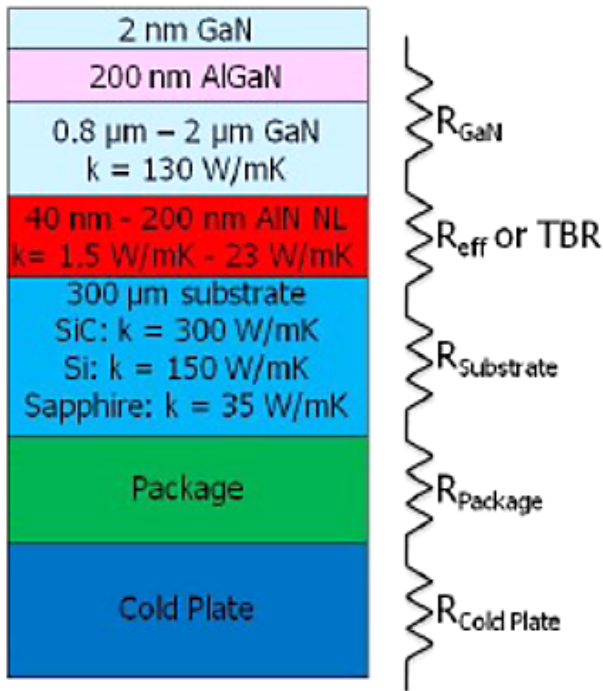 2 nm GaN
200 nm AlGaN
0.8 µm – 2 µm GaN
k = 130 W/mK
40 nm - 200 nm AlN NL
k= 1.5 W/mK - 23 W/mK
300 µm substrate
SiC: k = 300 W/mK
Si: k = 150 W/mK
Sapphire: k = 35 W/mK
Package
Cold Plate
RGaN
Reff or TBR
RSubstrate
RPackage
RCold Plate